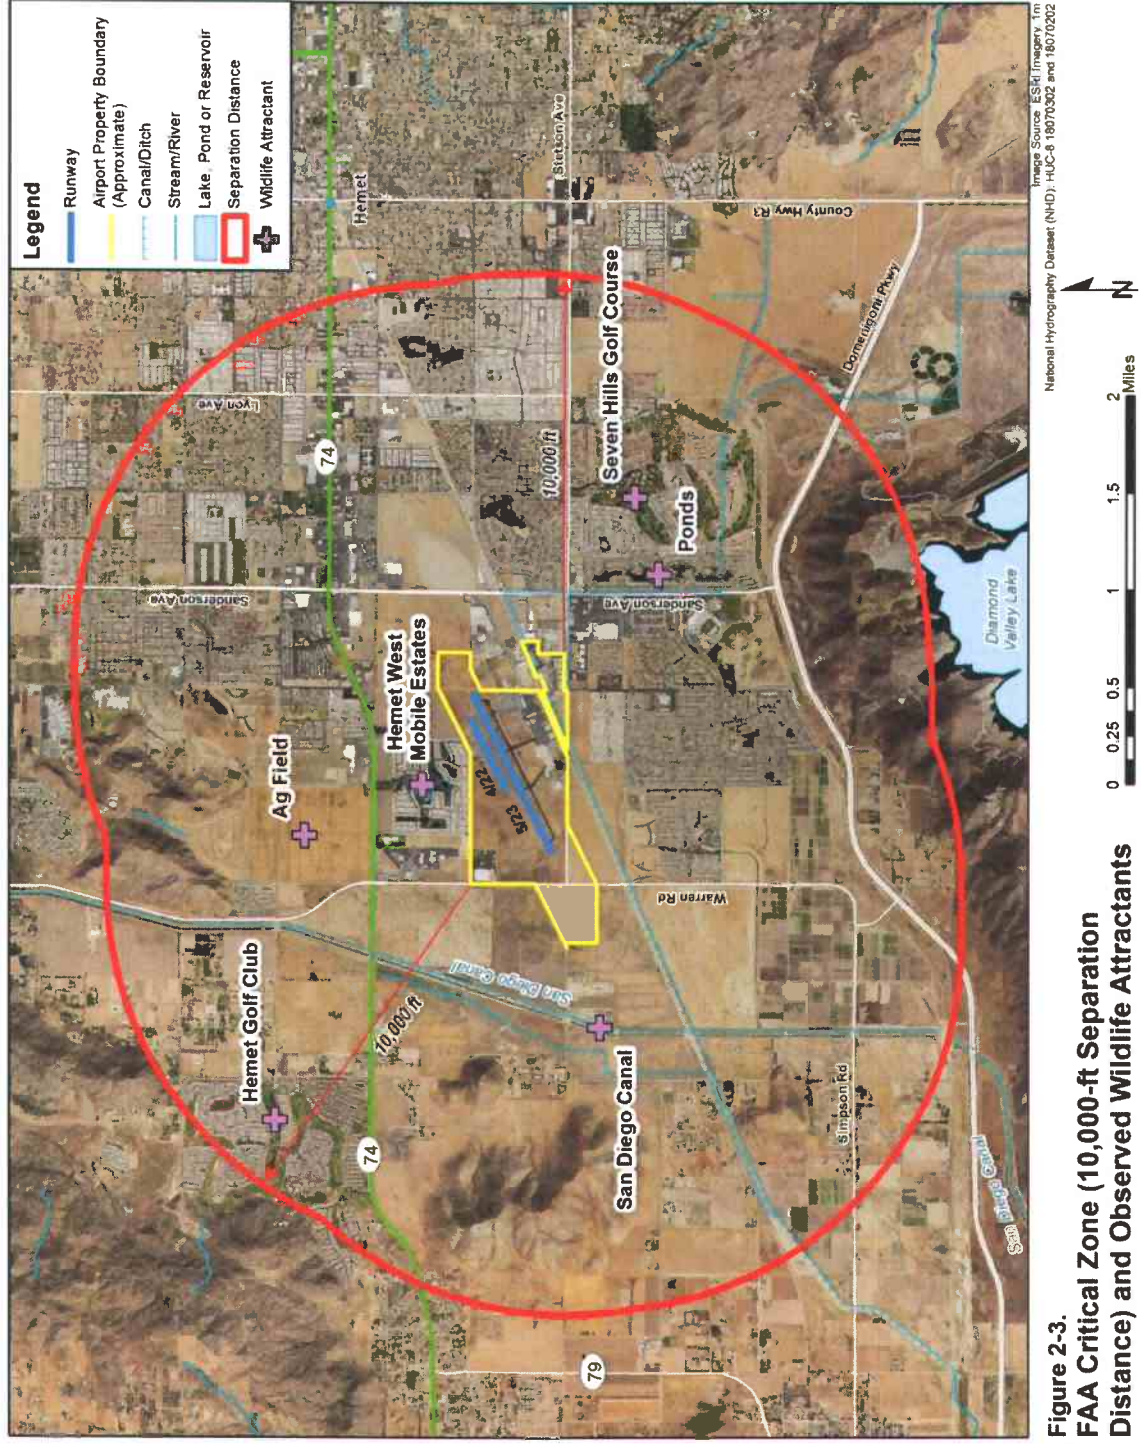 Legend
Runway
Airport Property Boundary
(Approximate)
Canal/Ditch
Stream/River
Lake, Pond or Reservoir
Separation Distance
Wildlife Attractant
Hemet
Stetson Ave
County Hwy R3
Domenigoni Pkwy
Lyon Ave
74
10,000 ft
Seven Hills Golf Course
Ponds
Sanderson Ave
Sanderson Ave
Hemet West
Mobile Estates
Ag Field
4/22
5/23
Warren Rd
Hemet Golf Club
San Diego Canal
10,000 ft
San Diego Canal
Simpson Rd
74
79
San Diego Canal
Diamond
Valley Lake
Image Source: ESRI Imagery, 1m
National Hydrography Dataset (NHD): HUC-8 18070302 and 18070202
N
0 0.25 0.5 1 1.5 2
Miles
Figure 2-3.
FAA Critical Zone (10,000-ft Separation
Distance) and Observed Wildlife Attractants